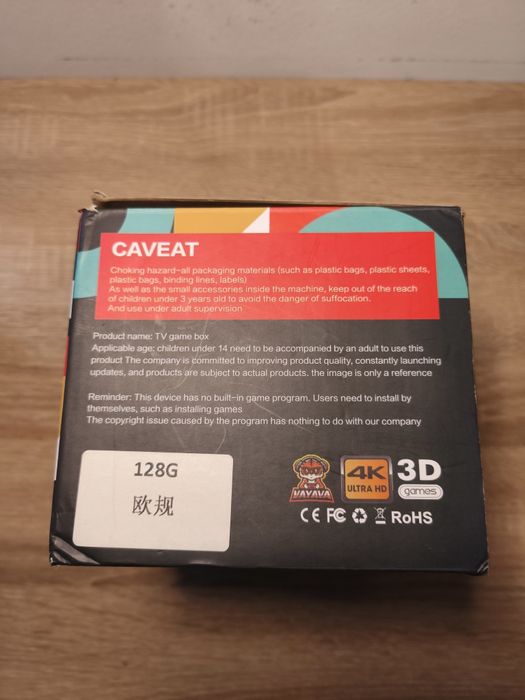 CAVEAT
Choking hazard-all packaging materials (such as plastic bags, plastic sheets,
plastic bags, binding lines, labels)
As well as the small accessories inside the machine, keep out of the reach
of children under 3 years old to avoid the danger of suffocation.
And use under adult supervision
Product name: TV game box
Applicable age: children under 14 need to be accompanied by an adult to use this
product The company is committed to improving product quality, constantly launching
updates, and products are subject to actual products. the image is only a reference
Reminder: This device has no built-in game program. Users need to install by
themselves, such as installing games
The copyright issue caused by the program has nothing to do with our company
128G
欧规
VAYAVA
4K
ULTRA HD
3D
games
CE FC RoHS